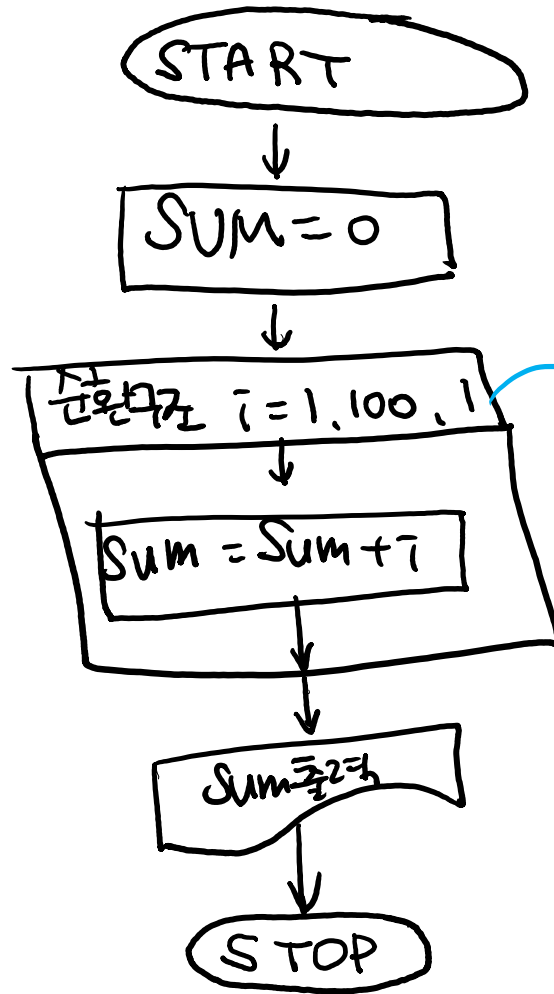 START
SUM = 0
순환구조 i = 1, 100, 1
Sum = Sum + i
Sum출력
STOP